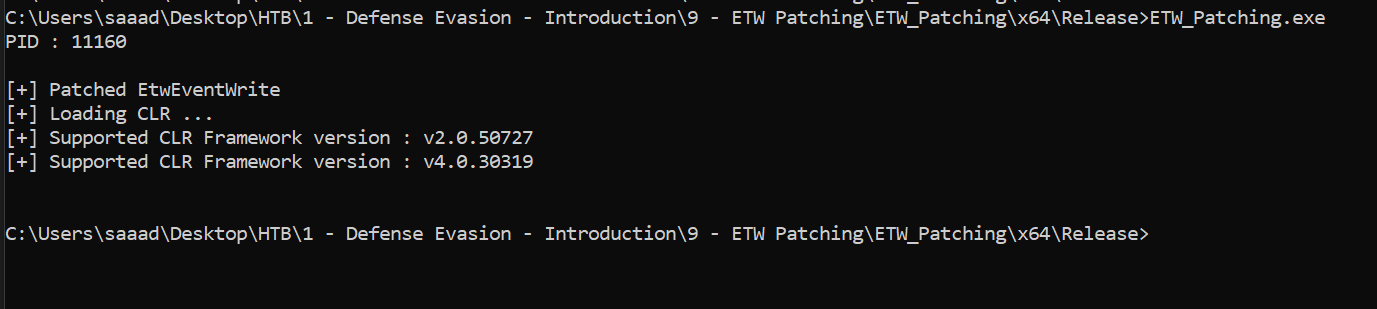 C:\Users\saaad\Desktop\HTB\1 - Defense Evasion - Introduction\9 - ETW Patching\ETW_Patching\x64\Release>ETW_Patching.exe
PID : 11160
[+] Patched EtwEventWrite
[+] Loading CLR ...
[+] Supported CLR Framework version : v2.0.50727
[+] Supported CLR Framework version : v4.0.30319
C:\Users\saaad\Desktop\HTB\1 - Defense Evasion - Introduction\9 - ETW Patching\ETW_Patching\x64\Release>